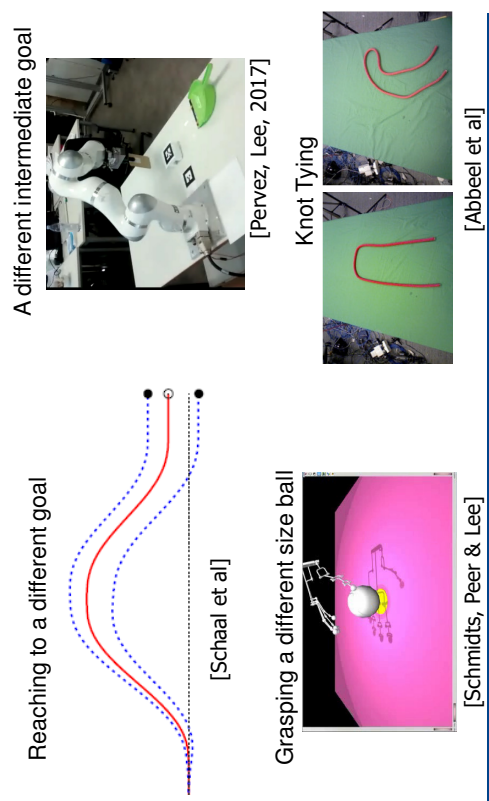 Reaching to a different goal
[Schaal et al]
A different intermediate goal
[Pervez, Lee, 2017]
Grasping a different size ball
[Schmidts, Peer & Lee]
Knot Tying
[Abbeel et al]